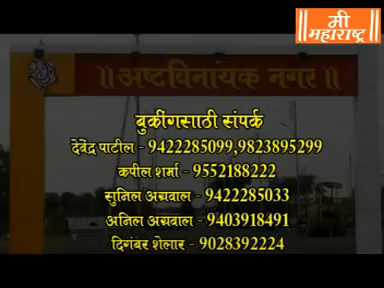 मी
महाराष्ट्र
॥ अष्टविनायक नगर ॥
बुकींगसाठी संपर्क
देवेंद्र पाटील - 9422285099,9823895299
कपील शर्मा - 9552188222
सुनिल अग्रवाल - 9422285033
अनिल अग्रवाल - 9403918491
दिगंबर शेलार - 9028392224